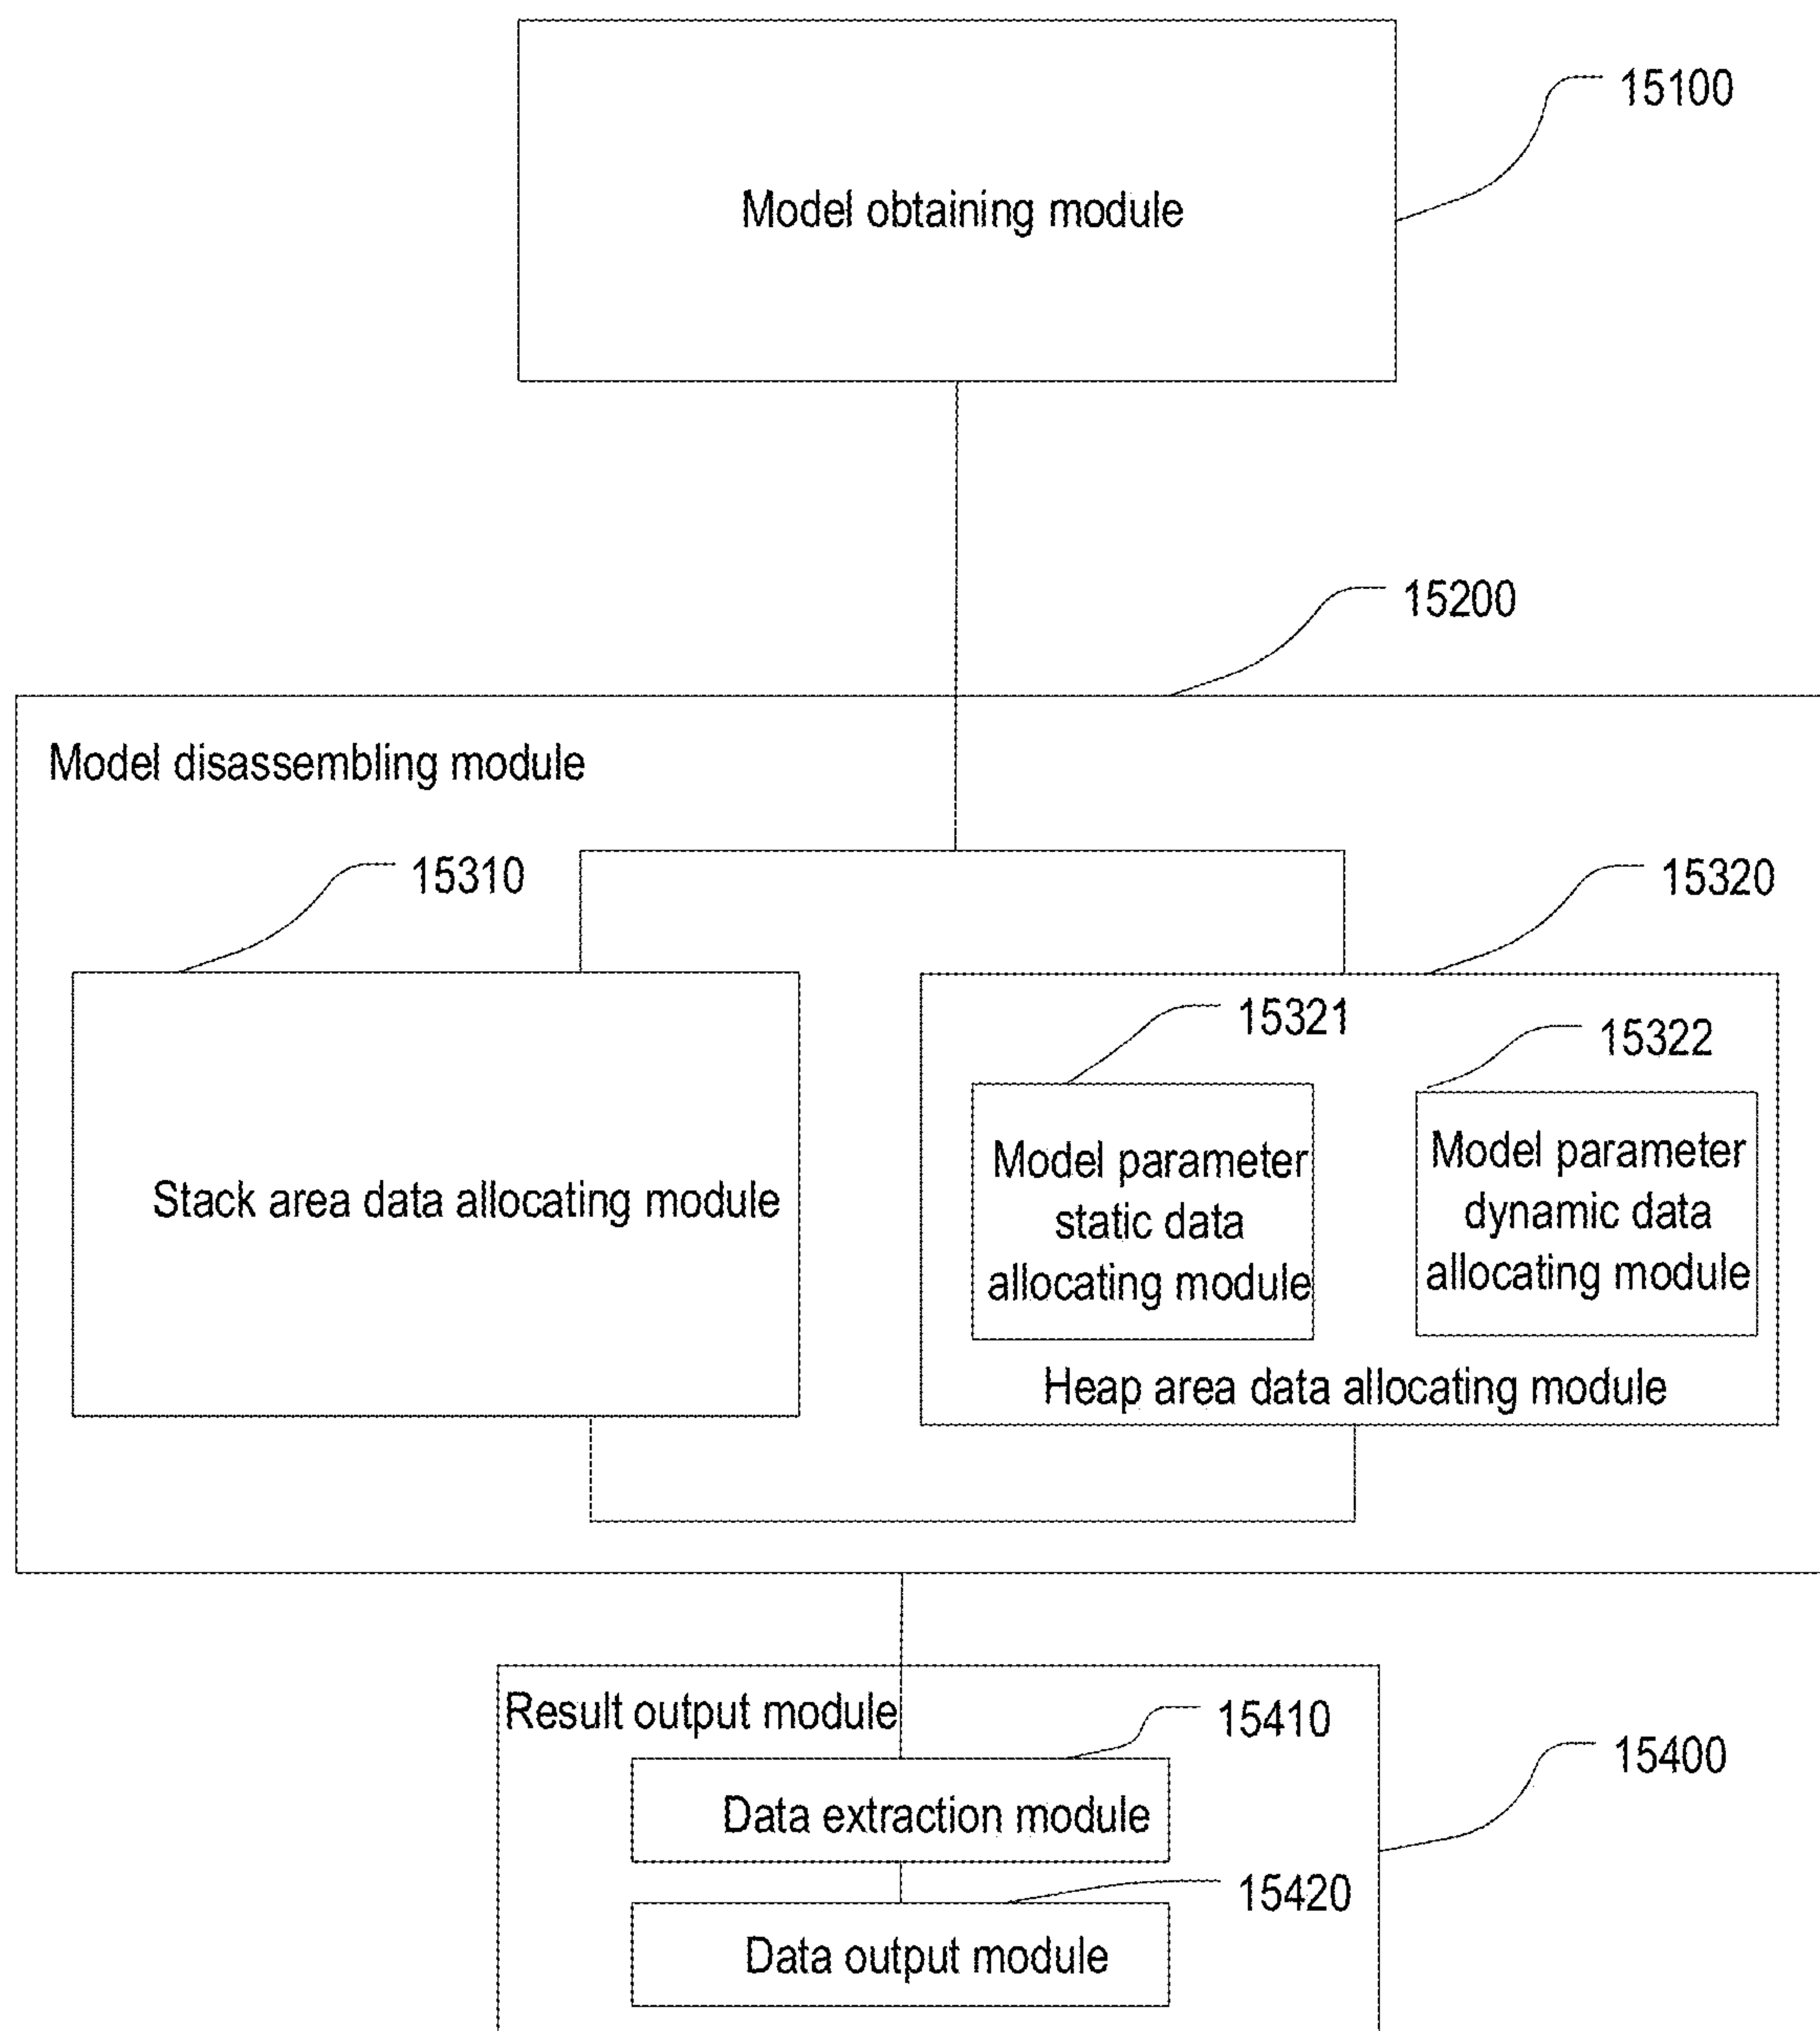 15100
Model obtaining module
15200
Model disassembling module
15310
15320
15321
15322
Stack area data allocating module
Model parameter
static data
allocating module
Model parameter
dynamic data
allocating module
Heap area data allocating module
Result output module
15410
15400
Data extraction module
15420
Data output module